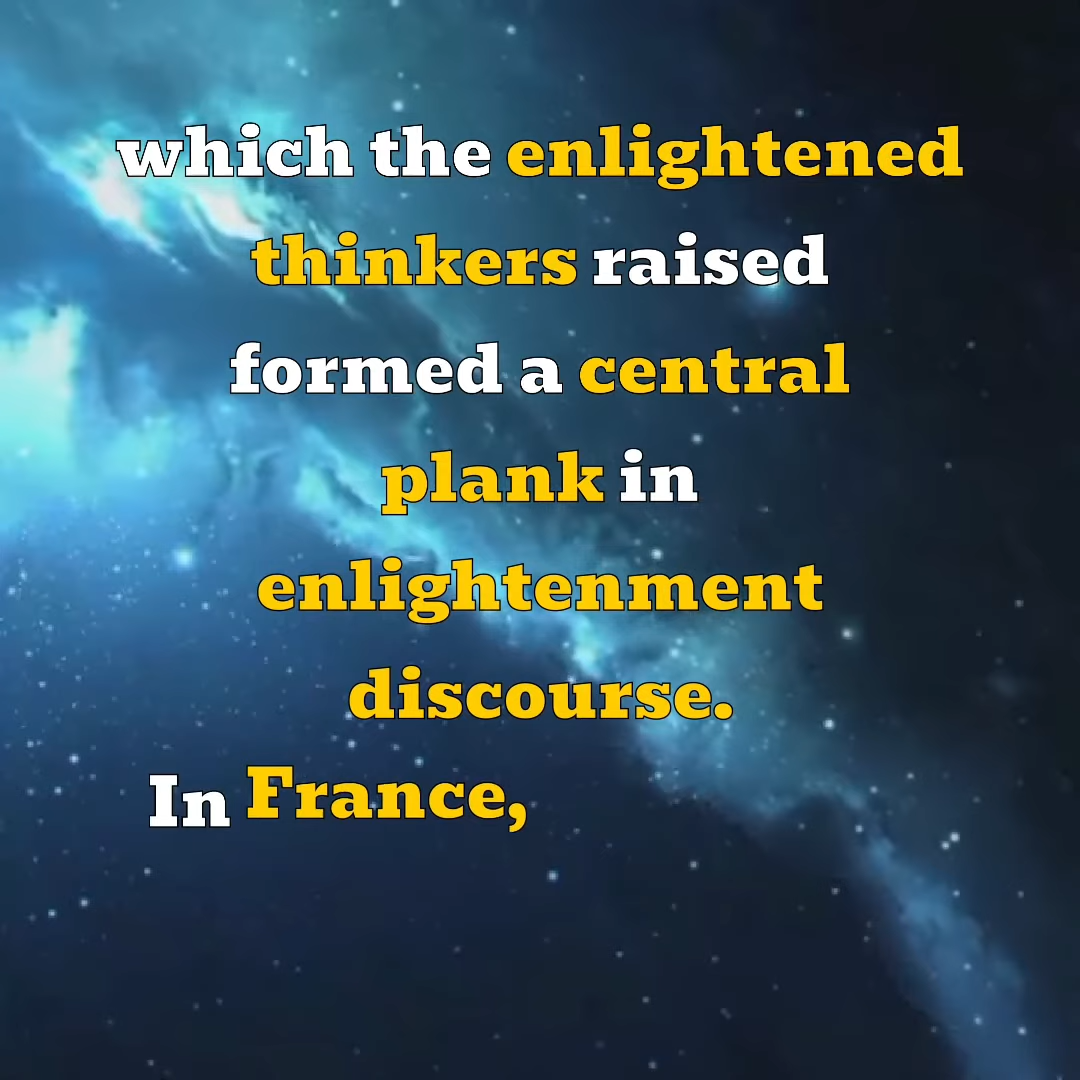 which the enlightened
thinkers raised
formed a central
plank in
enlightenment
discourse.
In France,